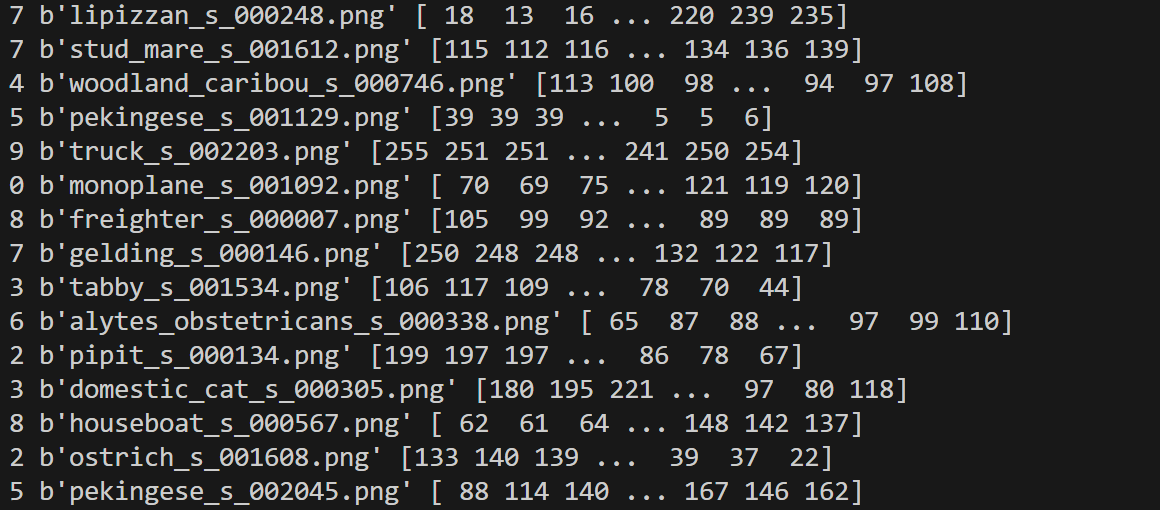 7 b'lipizzan_s_000248.png' [ 18  13  16 ... 220 239 235]
7 b'stud_mare_s_001612.png' [115 112 116 ... 134 136 139]
4 b'woodland_caribou_s_000746.png' [113 100  98 ...  94  97 108]
5 b'pekingese_s_001129.png' [39 39 39 ...  5  5  6]
9 b'truck_s_002203.png' [255 251 251 ... 241 250 254]
0 b'monoplane_s_001092.png' [ 70  69  75 ... 121 119 120]
8 b'freighter_s_000007.png' [105  99  92 ...  89  89  89]
7 b'gelding_s_000146.png' [250 248 248 ... 132 122 117]
3 b'tabby_s_001534.png' [106 117 109 ...  78  70  44]
6 b'alytes_obstetricans_s_000338.png' [ 65  87  88 ...  97  99 110]
2 b'pipit_s_000134.png' [199 197 197 ...  86  78  67]
3 b'domestic_cat_s_000305.png' [180 195 221 ...  97  80 118]
8 b'houseboat_s_000567.png' [ 62  61  64 ... 148 142 137]
2 b'ostrich_s_001608.png' [133 140 139 ...  39  37  22]
5 b'pekingese_s_002045.png' [ 88 114 140 ... 167 146 162]